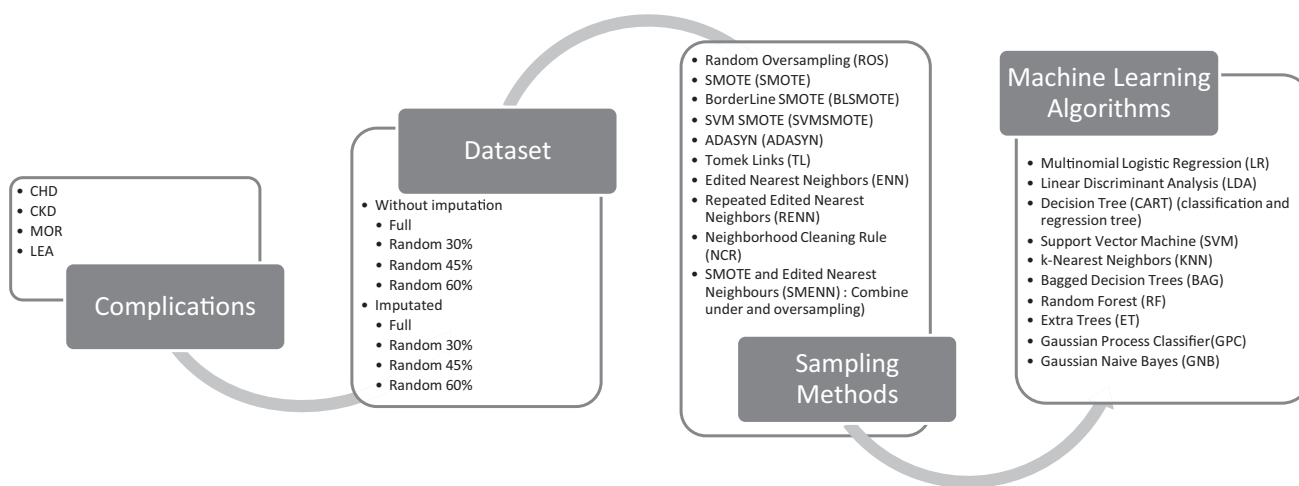 • CHD
• CKD
• MOR
• LEA
Complications
Dataset
• Without imputation
• Full
• Random 30%
• Random 45%
• Random 60%
• Imputated
• Full
• Random 30%
• Random 45%
• Random 60%
• Random Oversampling (ROS)
• SMOTE (SMOTE)
• BorderLine SMOTE (BLSMOTE)
• SVM SMOTE (SVMSMOTE)
• ADASYN (ADASYN)
• Tomek Links (TL)
• Edited Nearest Neighbors (ENN)
• Repeated Edited Nearest
Neighbors (RENN)
• Neighborhood Cleaning Rule
(NCR)
• SMOTE and Edited Nearest
Neighbours (SMENN) : Combine
under and oversampling)
Sampling
Methods
Machine Learning
Algorithms
• Multinomial Logistic Regression (LR)
• Linear Discriminant Analysis (LDA)
• Decision Tree (CART) (classification and
regression tree)
• Support Vector Machine (SVM)
• k-Nearest Neighbors (KNN)
• Bagged Decision Trees (BAG)
• Random Forest (RF)
• Extra Trees (ET)
• Gaussian Process Classifier(GPC)
• Gaussian Naive Bayes (GNB)